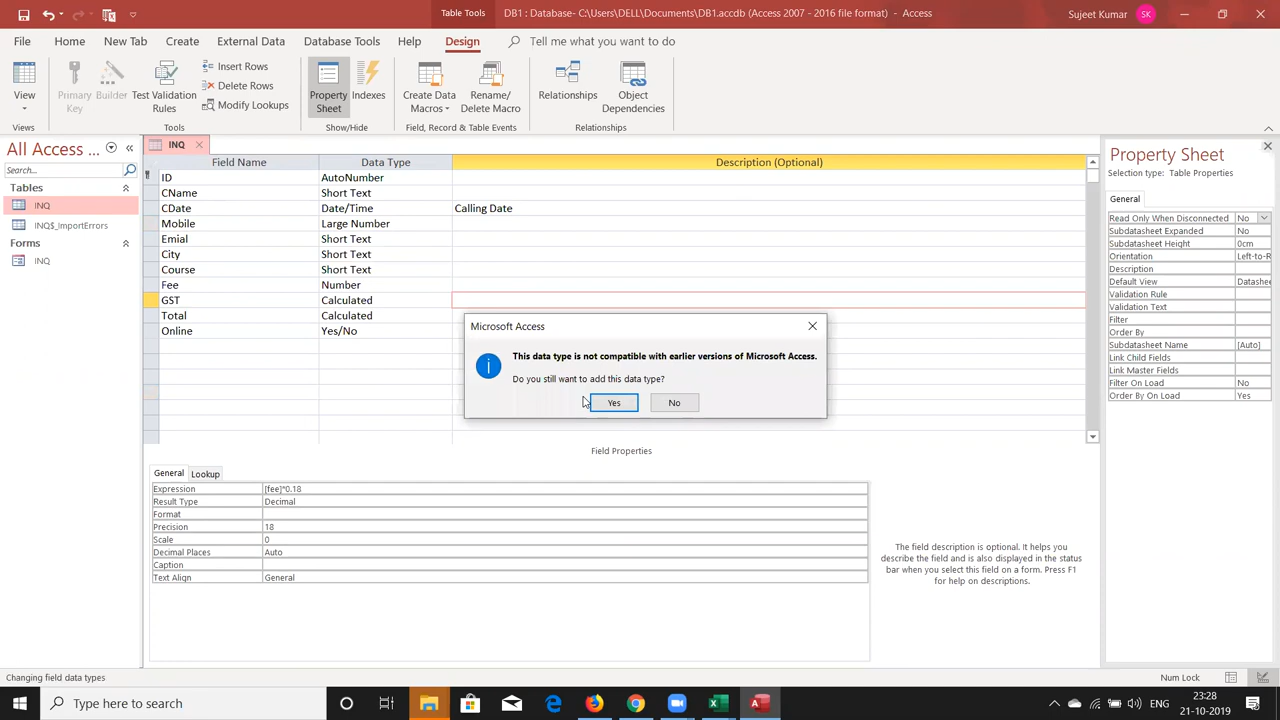 Table Tools
DB1 : Database- C:\Users\DELL\Documents\DB1.accdb (Access 2007 - 2016 file format) - Access
Sujeet Kumar
SK
File Home New Tab Create External Data Database Tools Help Design Tell me what you want to do
View
Primary Key
Builder
Test Validation Rules
Insert Rows
Delete Rows
Modify Lookups
Property Sheet
Indexes
Create Data Macros
Rename/ Delete Macro
Relationships
Object Dependencies
Views
Tools
Show/Hide
Field, Record & Table Events
Relationships
All Access ...
Search...
Tables
INQ
INQ$_ImportErrors
Forms
INQ
INQ
Field Name Data Type Description (Optional)
ID AutoNumber
CName Short Text
CDate Date/Time Calling Date
Mobile Large Number
Emial Short Text
City Short Text
Course Short Text
Fee Number
GST Calculated
Total Calculated
Online Yes/No
Microsoft Access
This data type is not compatible with earlier versions of Microsoft Access.
Do you still want to add this data type?
Yes No
Field Properties
General Lookup
Expression [fee]*0.18
Result Type Decimal
Format
Precision 18
Scale 0
Decimal Places Auto
Caption
Text Align General
The field description is optional. It helps you
describe the field and is also displayed in the status
bar when you select this field on a form. Press F1
for help on descriptions.
Property Sheet
Selection type: Table Properties
General
Read Only When Disconnected No
Subdatasheet Expanded No
Subdatasheet Height 0cm
Orientation Left-to-R
Description
Default View Datashee
Validation Rule
Validation Text
Filter
Order By
Subdatasheet Name [Auto]
Link Child Fields
Link Master Fields
Filter On Load No
Order By On Load Yes
Changing field data types
Num Lock
Type here to search
ENG
23:28
21-10-2019